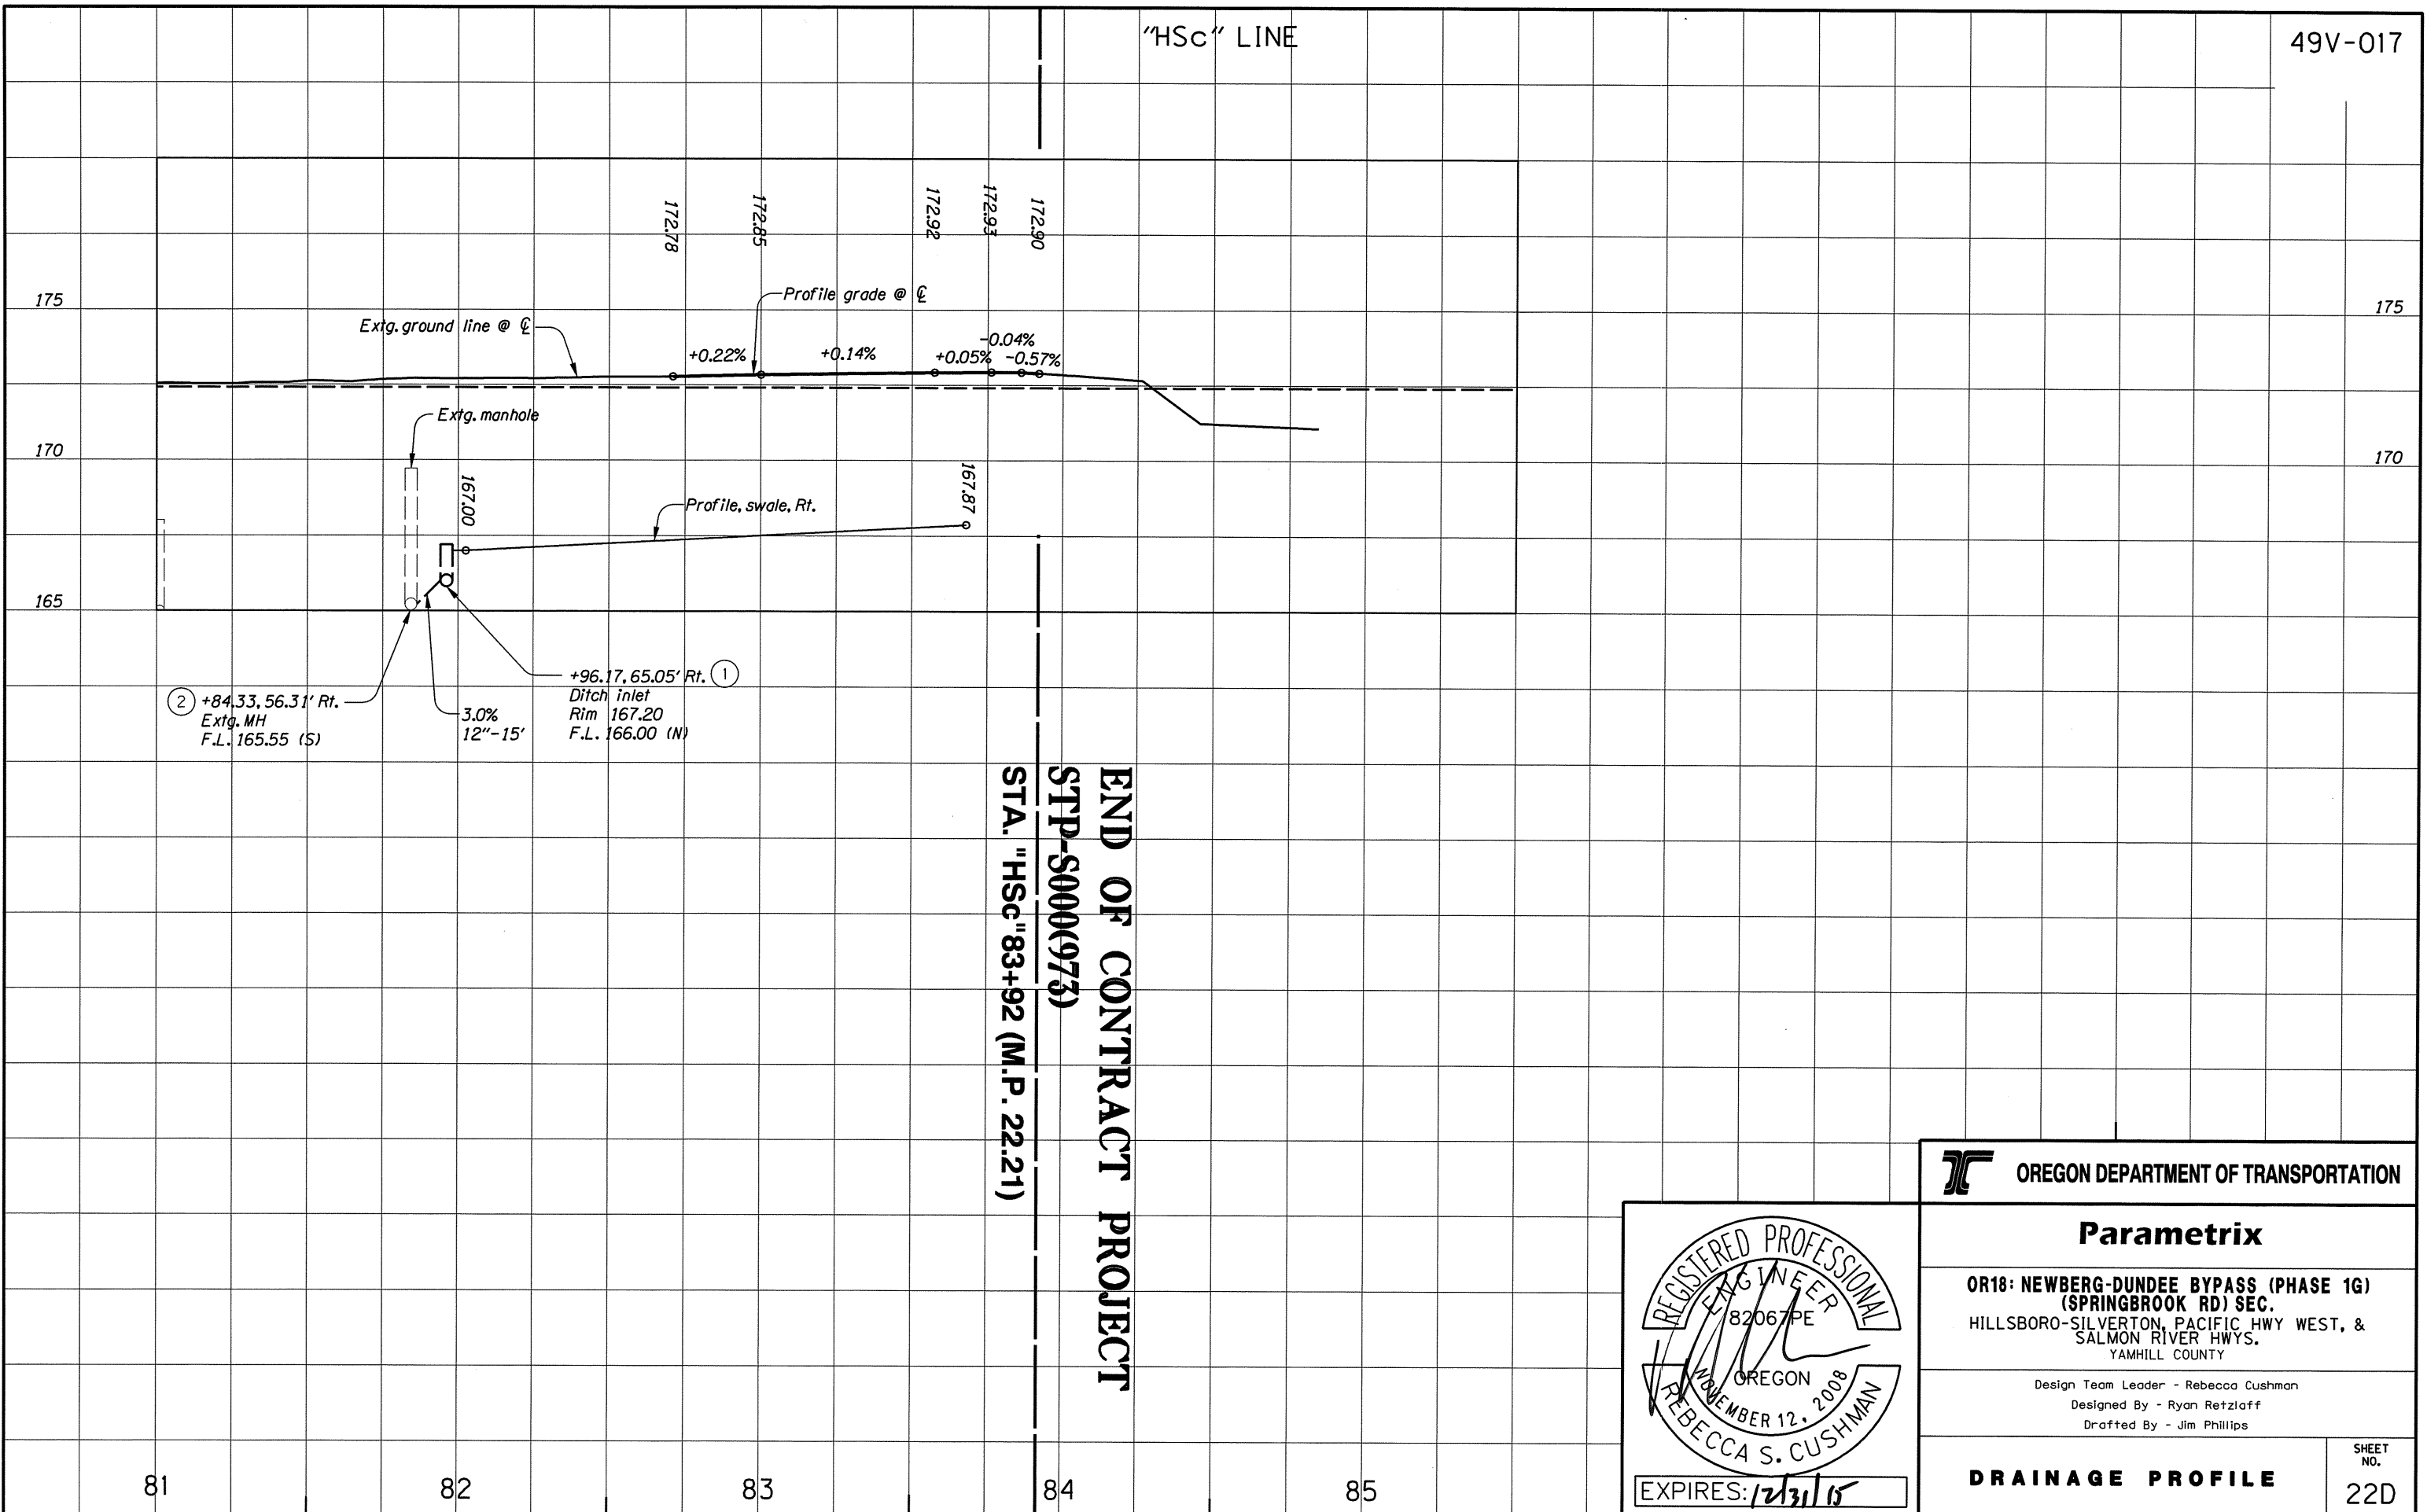 "HSc" LINE
49V-017
172.78
172.85
172.92
172.93
172.90
175
175
Profile grade @ ℄
Extg. ground line @ ℄
+0.22%
+0.14%
+0.05%
-0.04%
-0.57%
Extg. manhole
170
170
167.00
167.87
Profile, swale, Rt.
165
+96.17, 65.05' Rt. 1
Ditch inlet
Rim 167.20
F.L. 166.00 (N)
2 +84.33, 56.31' Rt.
Extg. MH
F.L. 165.55 (S)
3.0%
12"-15'
END OF CONTRACT PROJECT
STP-S000(973)
STA. "HSc"83+92 (M.P. 22.21)
81
82
83
84
85
REGISTERED PROFESSIONAL
ENGINEER
82067PE
OREGON
NOVEMBER 12, 2008
REBECCA S. CUSHMAN
EXPIRES: 12/31/15
OREGON DEPARTMENT OF TRANSPORTATION
Parametrix
OR18: NEWBERG-DUNDEE BYPASS (PHASE 1G)
(SPRINGBROOK RD) SEC.
HILLSBORO-SILVERTON, PACIFIC HWY WEST, &
SALMON RIVER HWYS.
YAMHILL COUNTY
Design Team Leader - Rebecca Cushman
Designed By - Ryan Retzlaff
Drafted By - Jim Phillips
DRAINAGE PROFILE
SHEET
NO.
22D